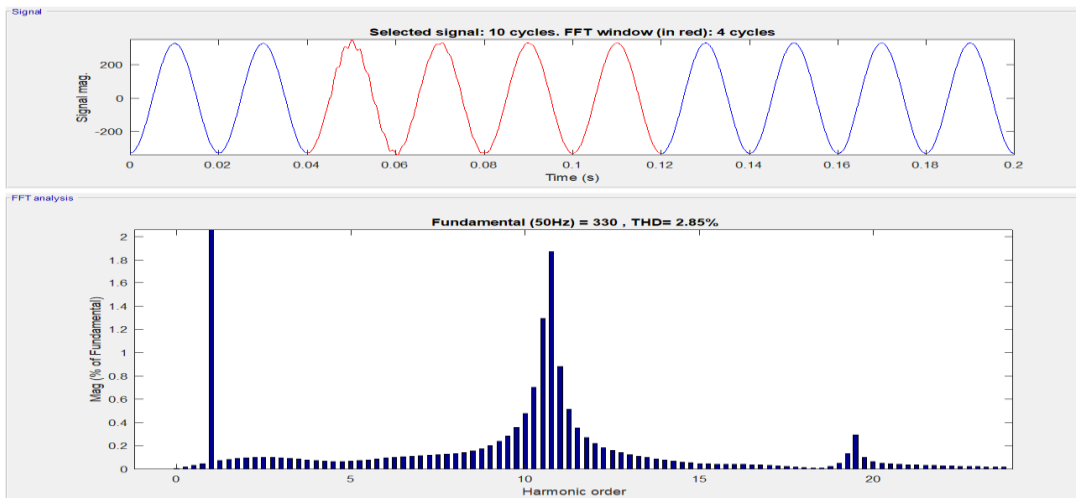 Signal
Selected signal: 10 cycles. FFT window (in red): 4 cycles
Signal mag.
200
0
-200
0 0.02 0.04 0.06 0.08 0.1 0.12 0.14 0.16 0.18 0.2
Time (s)
FFT analysis
Fundamental (50Hz) = 330 , THD= 2.85%
Mag (% of Fundamental)
2
1.8
1.6
1.4
1.2
1
0.8
0.6
0.4
0.2
0
0 5 10 15 20
Harmonic order